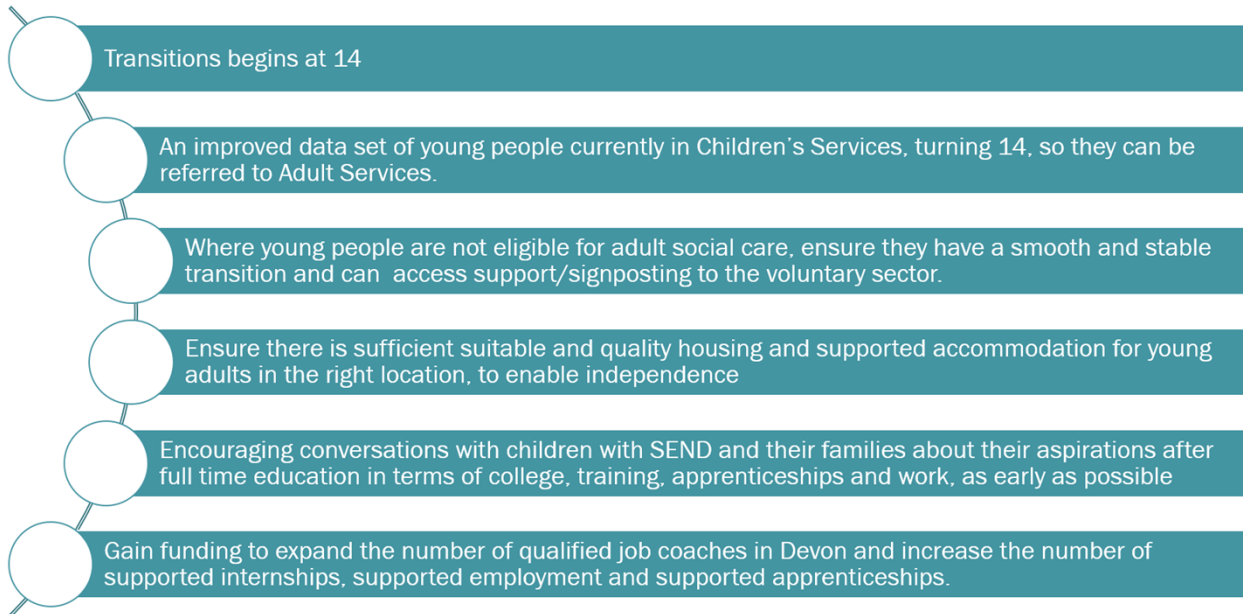 Transitions begins at 14
An improved data set of young people currently in Children's Services, turning 14, so they can be
referred to Adult Services.
Where young people are not eligible for adult social care, ensure they have a smooth and stable
transition and can  access support/signposting to the voluntary sector.
Ensure there is sufficient suitable and quality housing and supported accommodation for young
adults in the right location, to enable independence
Encouraging conversations with children with SEND and their families about their aspirations after
full time education in terms of college, training, apprenticeships and work, as early as possible
Gain funding to expand the number of qualified job coaches in Devon and increase the number of
supported internships, supported employment and supported apprenticeships.